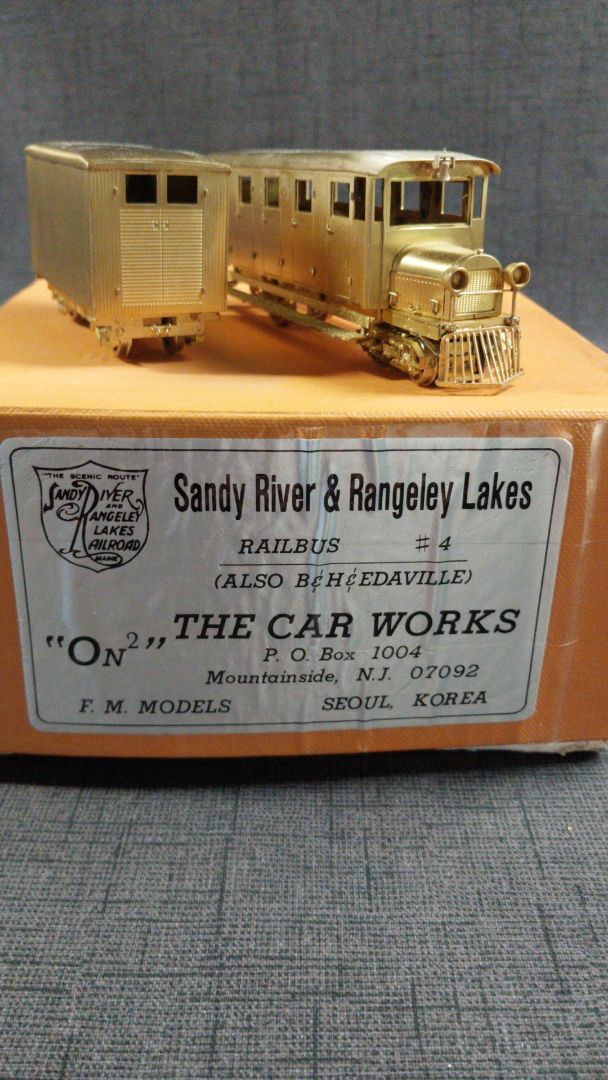 "THE SCENIC ROUTE"
SANDY RIVER
AND
RANGELEY
LAKES
RAILROAD
MAINE
Sandy River & Rangeley Lakes
RAILBUS #4
(ALSO B&H & EDAVILLE)
"On²" THE CAR WORKS
P. O. Box 1004
Mountainside, N.J. 07092
F. M. MODELS SEOUL, KOREA